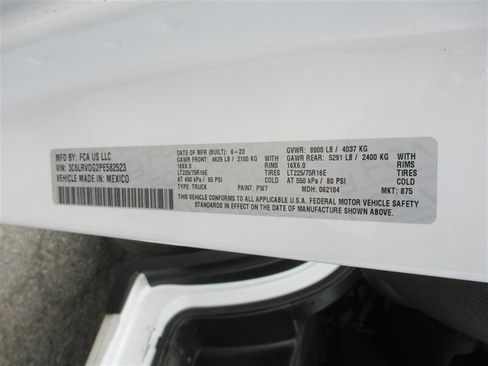 MFD BY: FCA US LLC
VIN: 3C6LRVDG2PE582523
VEHICLE MADE IN: MEXICO
DATE OF MFR (BUILT): 6-23 GVWR: 8900 LB / 4037 KG
GAWR FRONT: 4629 LB / 2100 KG WITH GAWR REAR: 5291 LB / 2400 KG WITH
16X6.0 RIMS 16X6.0 RIMS
LT225/75R16E TIRES LT225/75R16E TIRES
AT 450 kPa / 65 PSI AT 550 kPa / 80 PSI
TYPE: TRUCK PAINT: PW7 MDH: 062104 MKT: 875
THIS VEHICLE CONFORMS TO ALL APPLICABLE U.S.A. FEDERAL MOTOR VEHICLE SAFETY
STANDARDS IN EFFECT ON THE DATE OF MANUFACTURE SHOWN ABOVE.